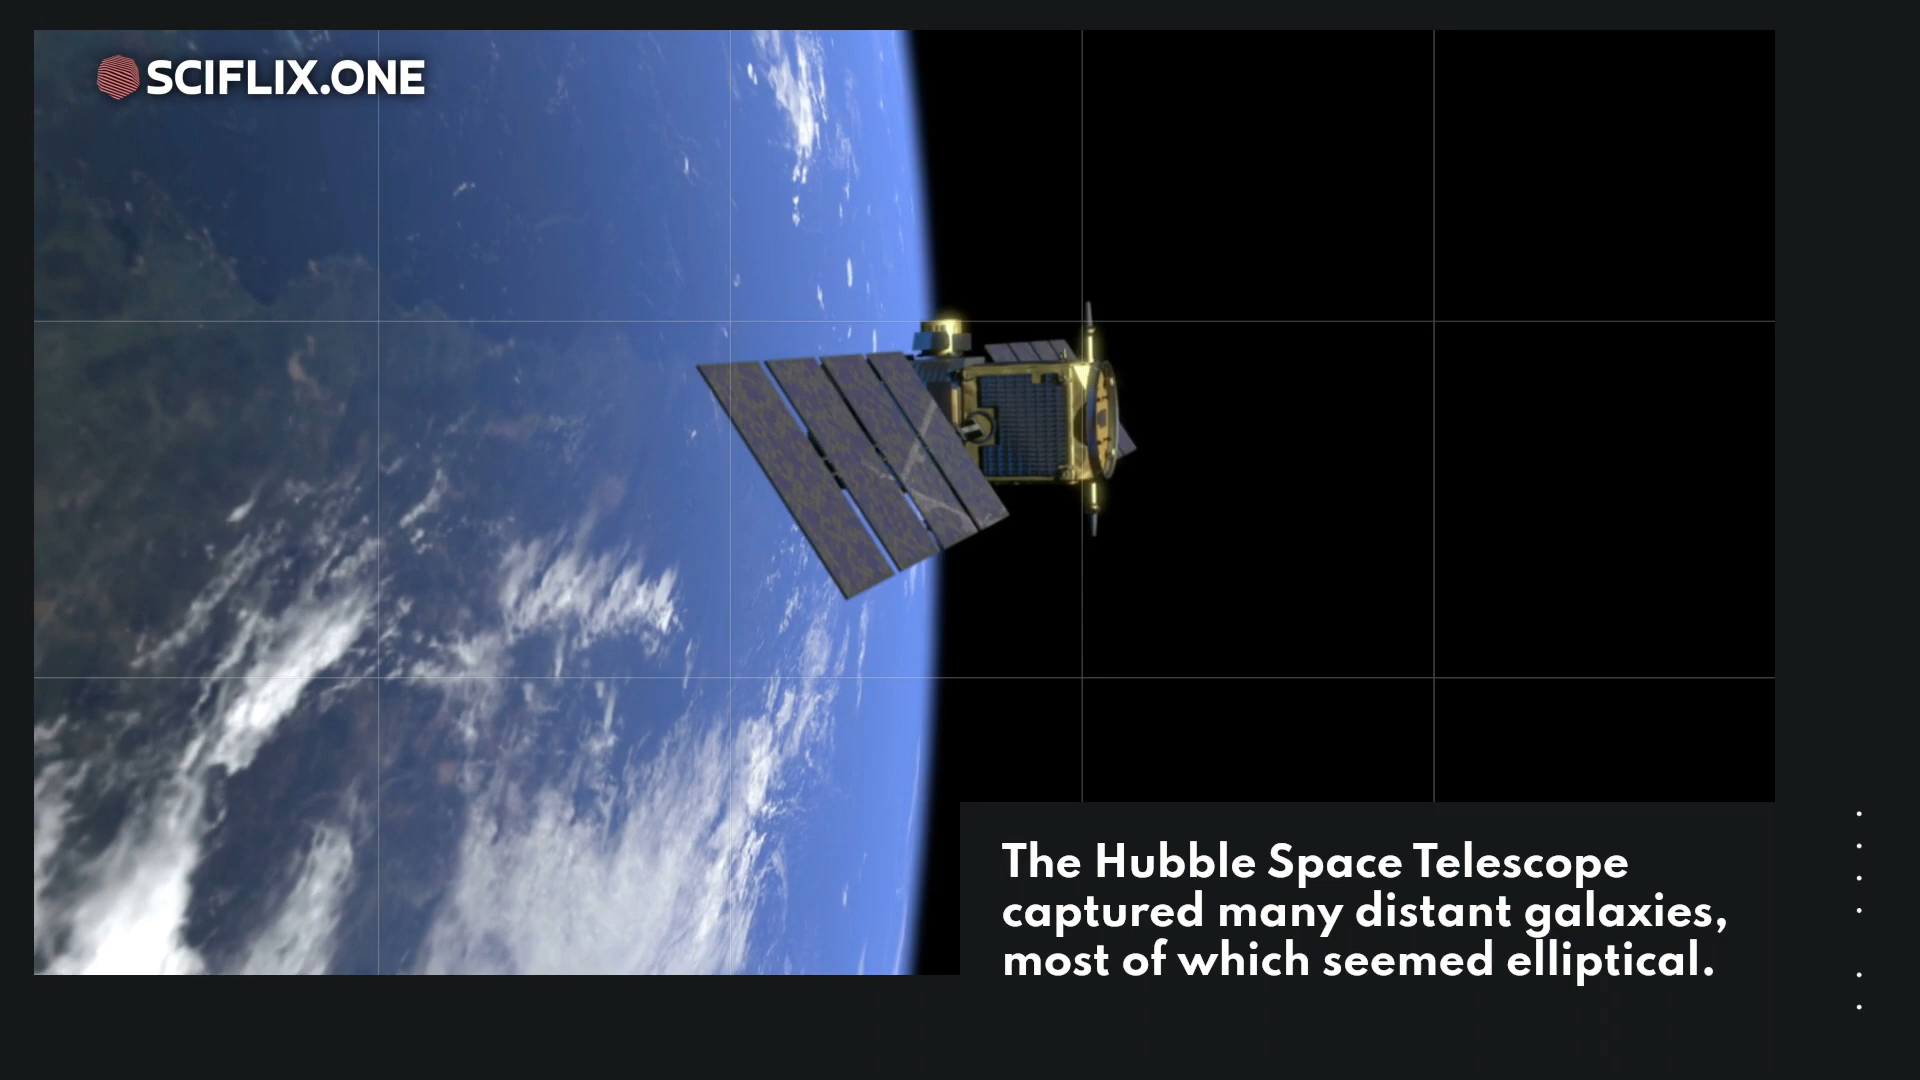 SCIFLIX.ONE
The Hubble Space Telescope
captured many distant galaxies,
most of which seemed elliptical.